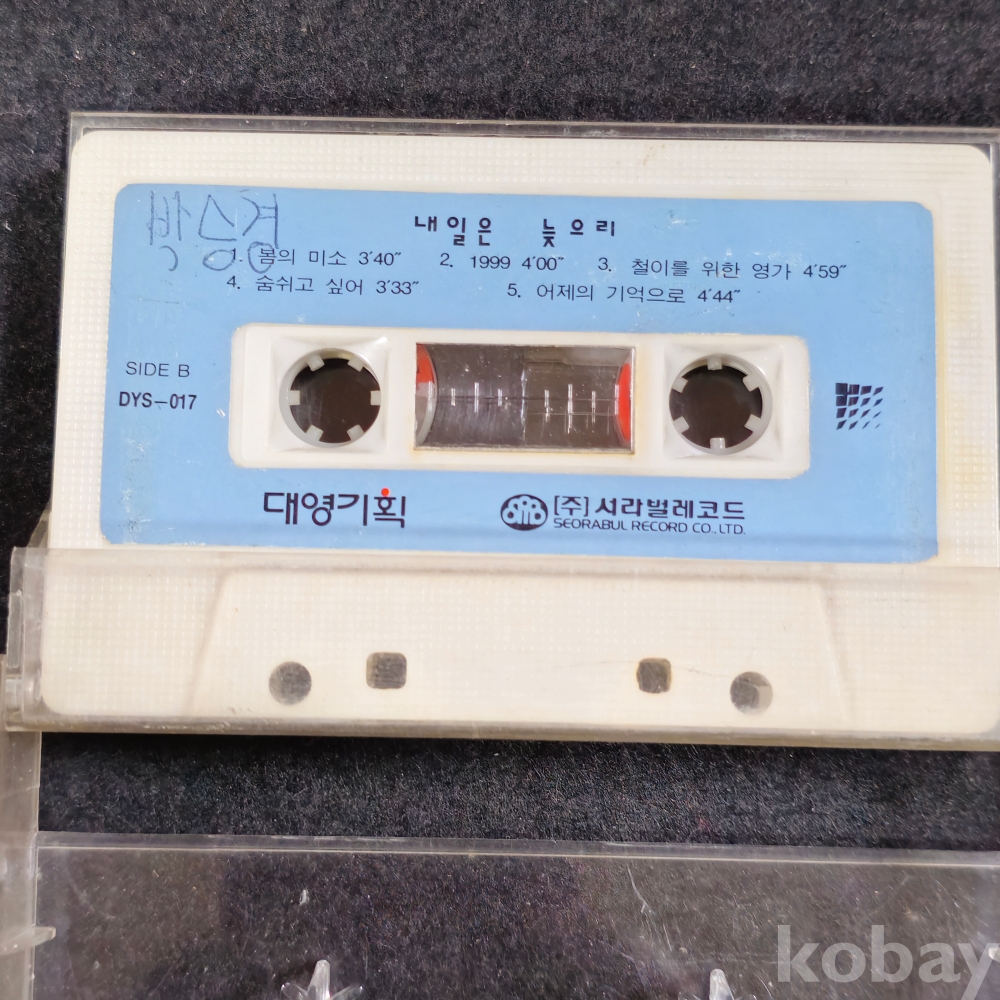 박승경
내일은 늦으리
1. 봄의 미소 3'40" 2. 1999 4'00" 3. 철이를 위한 영가 4'59"
4. 숨쉬고 싶어 3'33" 5. 어제의 기억으로 4'44"
SIDE B
DYS-017
대영기획
[주] 서라벌레코드
SEORABUL RECORD CO., LTD.
kobay